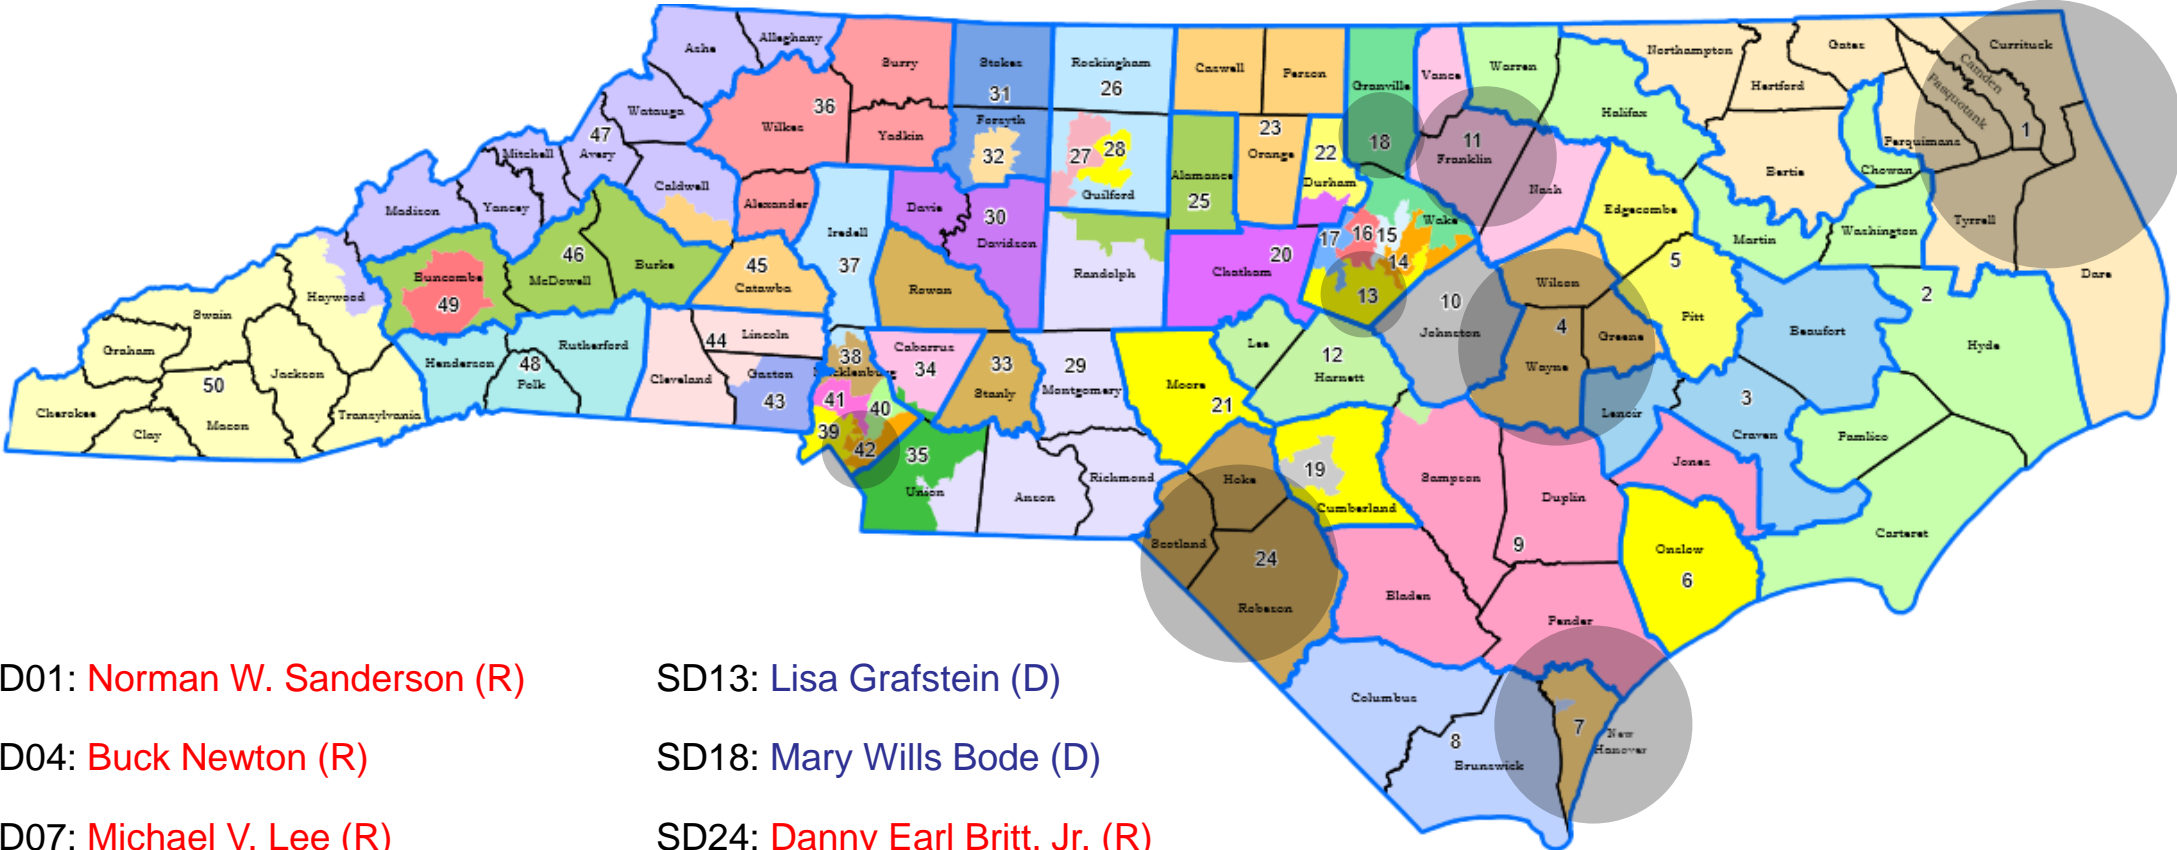 Ashe
Alleghany
Surry
Stokes
31
Rockingham
26
Caswell
Person
Granville
Vance
Warren
Northampton
Gates
Currituck
Camden
Pasquotank
Hertford
Halifax
Watauga
Wilkes
36
Yadkin
Forsyth
32
27
28
Guilford
Alamance
25
23
Orange
22
Durham
18
11
Franklin
Nash
Bertie
Chowan
Perquimans
1
47
Avery
Mitchell
Yancey
Madison
Caldwell
Alexander
Iredell
37
Davie
30
Davidson
Randolph
Chatham
20
17
16
15
Wake
14
13
Edgecombe
Martin
Washington
Tyrrell
Dare
Buncombe
49
46
McDowell
Burke
45
Catawba
Rowan
10
Johnston
Wilson
4
Greene
Wayne
5
Pitt
Beaufort
2
Hyde
Haywood
Swain
Graham
50
Jackson
Cherokee
Clay
Macon
Transylvania
Henderson
48
Polk
Rutherford
Cleveland
44
Lincoln
Gaston
43
38
Mecklenburg
41
40
39
42
Cabarrus
34
33
Stanly
29
Montgomery
Moore
21
Lee
12
Harnett
Lenoir
3
Craven
Pamlico
Jones
35
Union
Anson
Richmond
Hoke
Scotland
24
Robeson
19
Cumberland
Sampson
Duplin
9
Onslow
6
Carteret
Bladen
Pender
Columbus
8
Brunswick
7
New
Hanover
D01: Norman W. Sanderson (R)
SD13: Lisa Grafstein (D)
D04: Buck Newton (R)
SD18: Mary Wills Bode (D)
D07: Michael V. Lee (R)
SD24: Danny Earl Britt, Jr. (R)